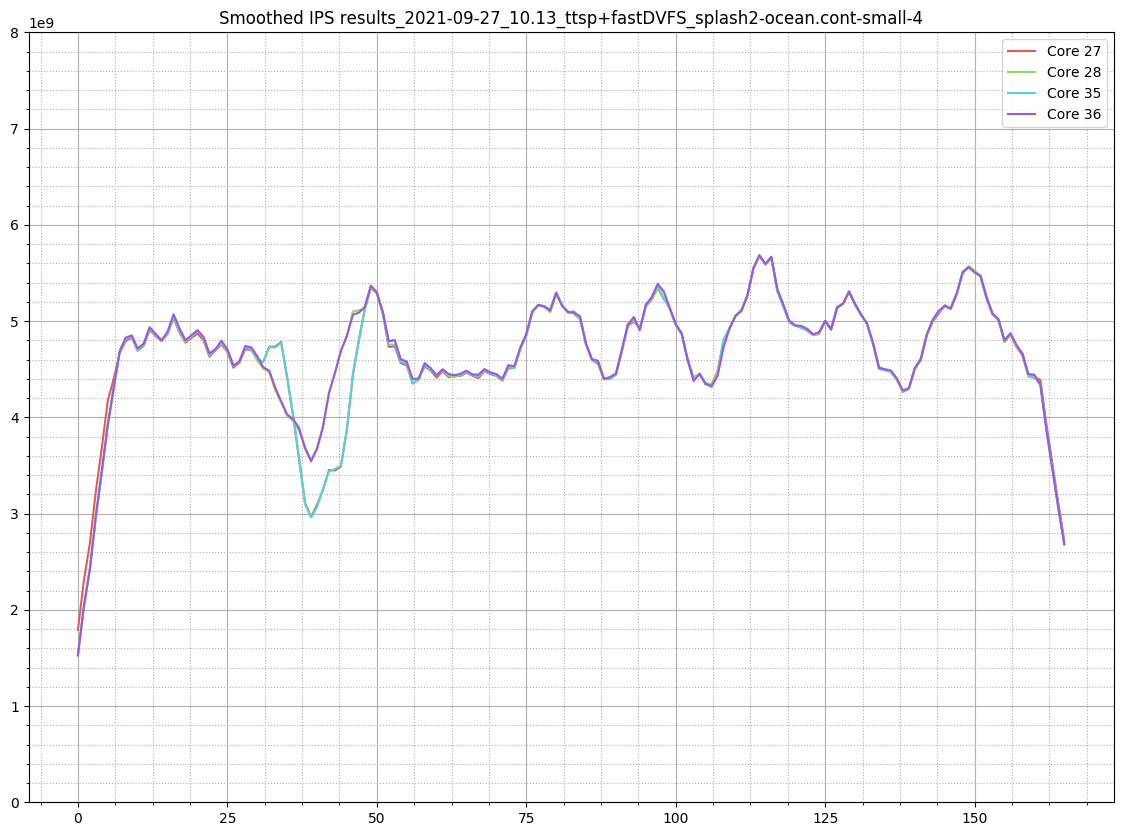 Smoothed IPS results_2021-09-27_10.13_ttsp+fastDVFS_splash2-ocean.cont-small-4
1e9
8
7
6
5
4
3
2
1
0
0 25 50 75 100 125 150
Core 27
Core 28
Core 35
Core 36